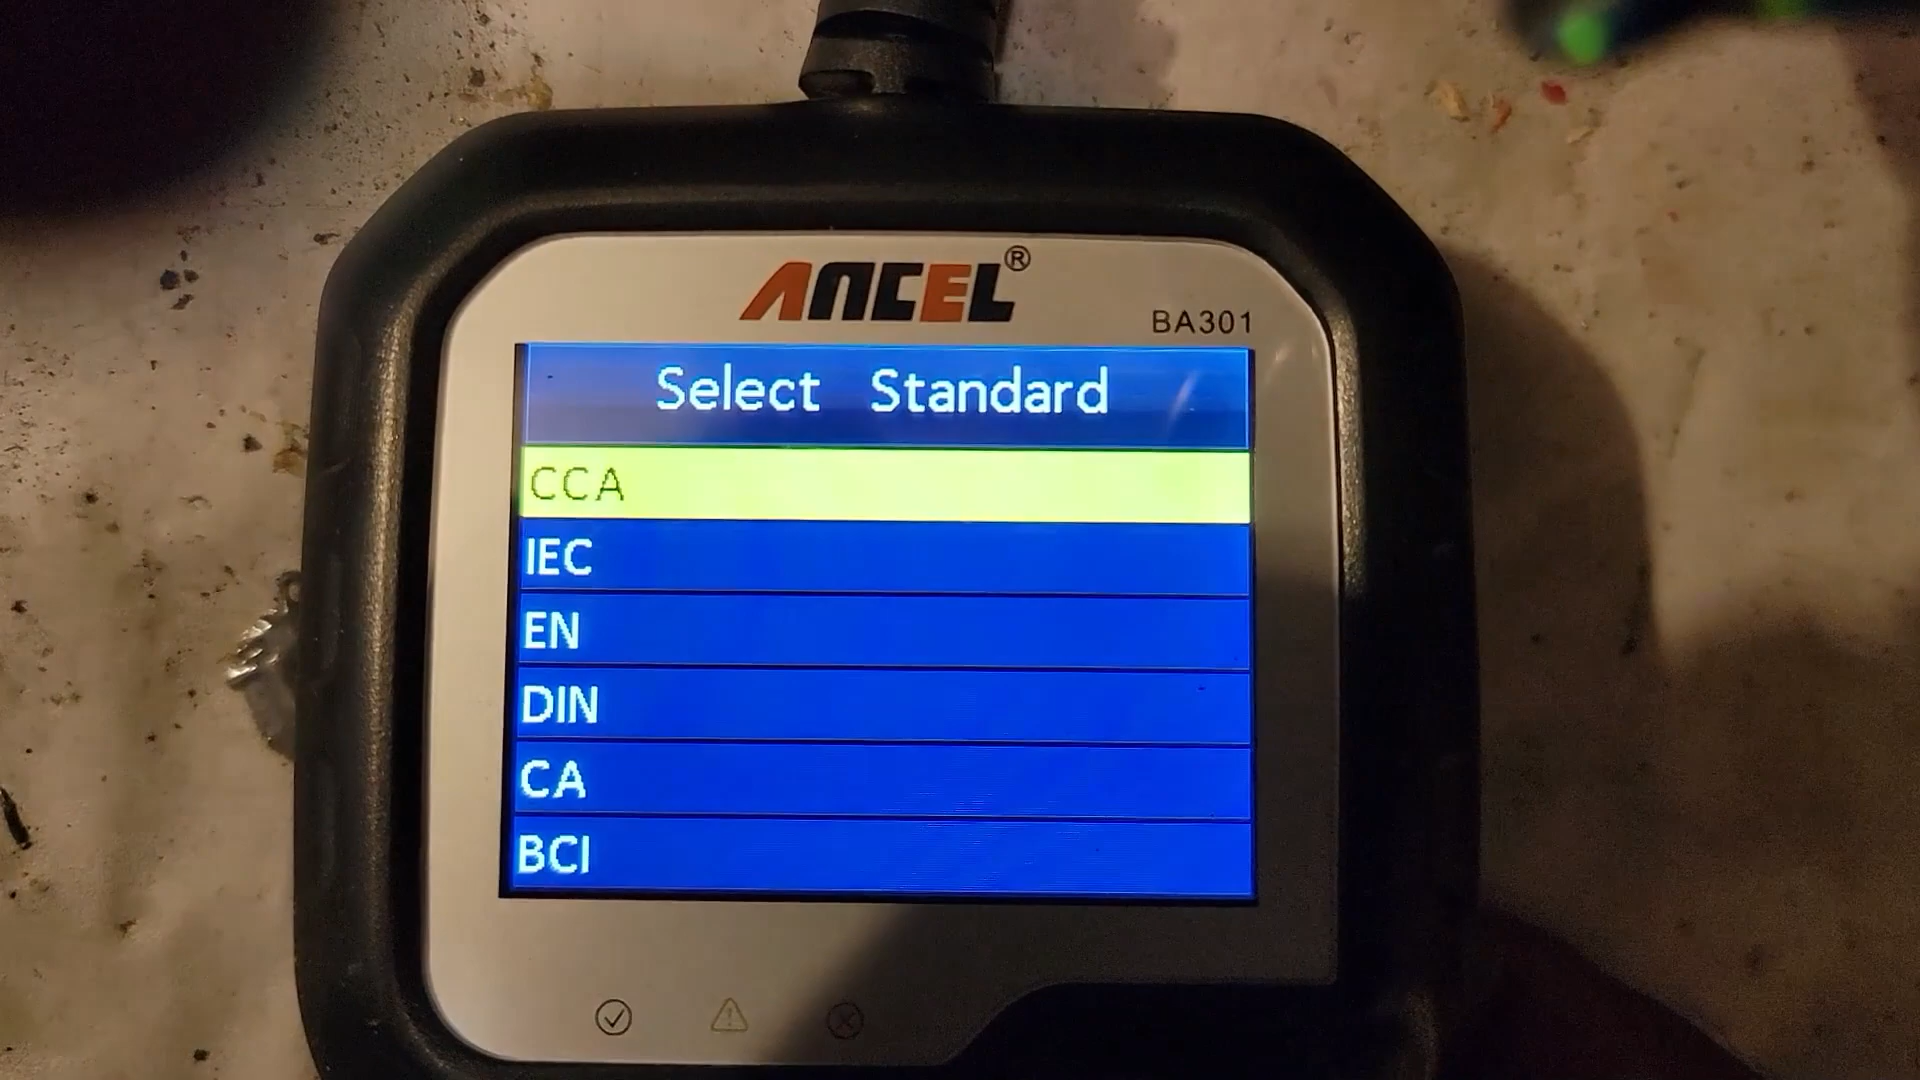 ANCEL®
BA301
Select Standard
CCA
IEC
EN
DIN
CA
BCI